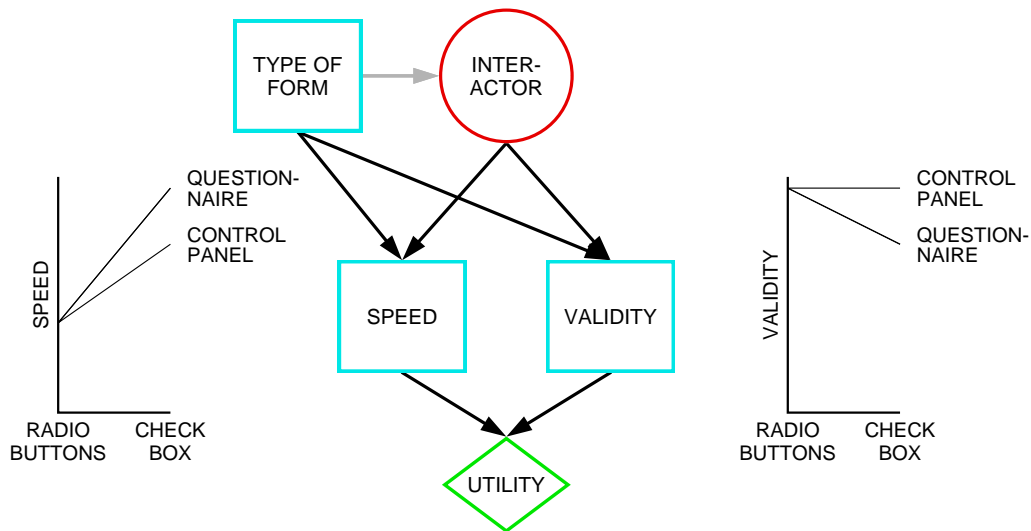 TYPE OF
FORM
INTER-
ACTOR
QUESTION-
NAIRE
CONTROL
PANEL
SPEED
RADIO
BUTTONS
CHECK
BOX
SPEED
VALIDITY
UTILITY
CONTROL
PANEL
QUESTION-
NAIRE
VALIDITY
RADIO
BUTTONS
CHECK
BOX